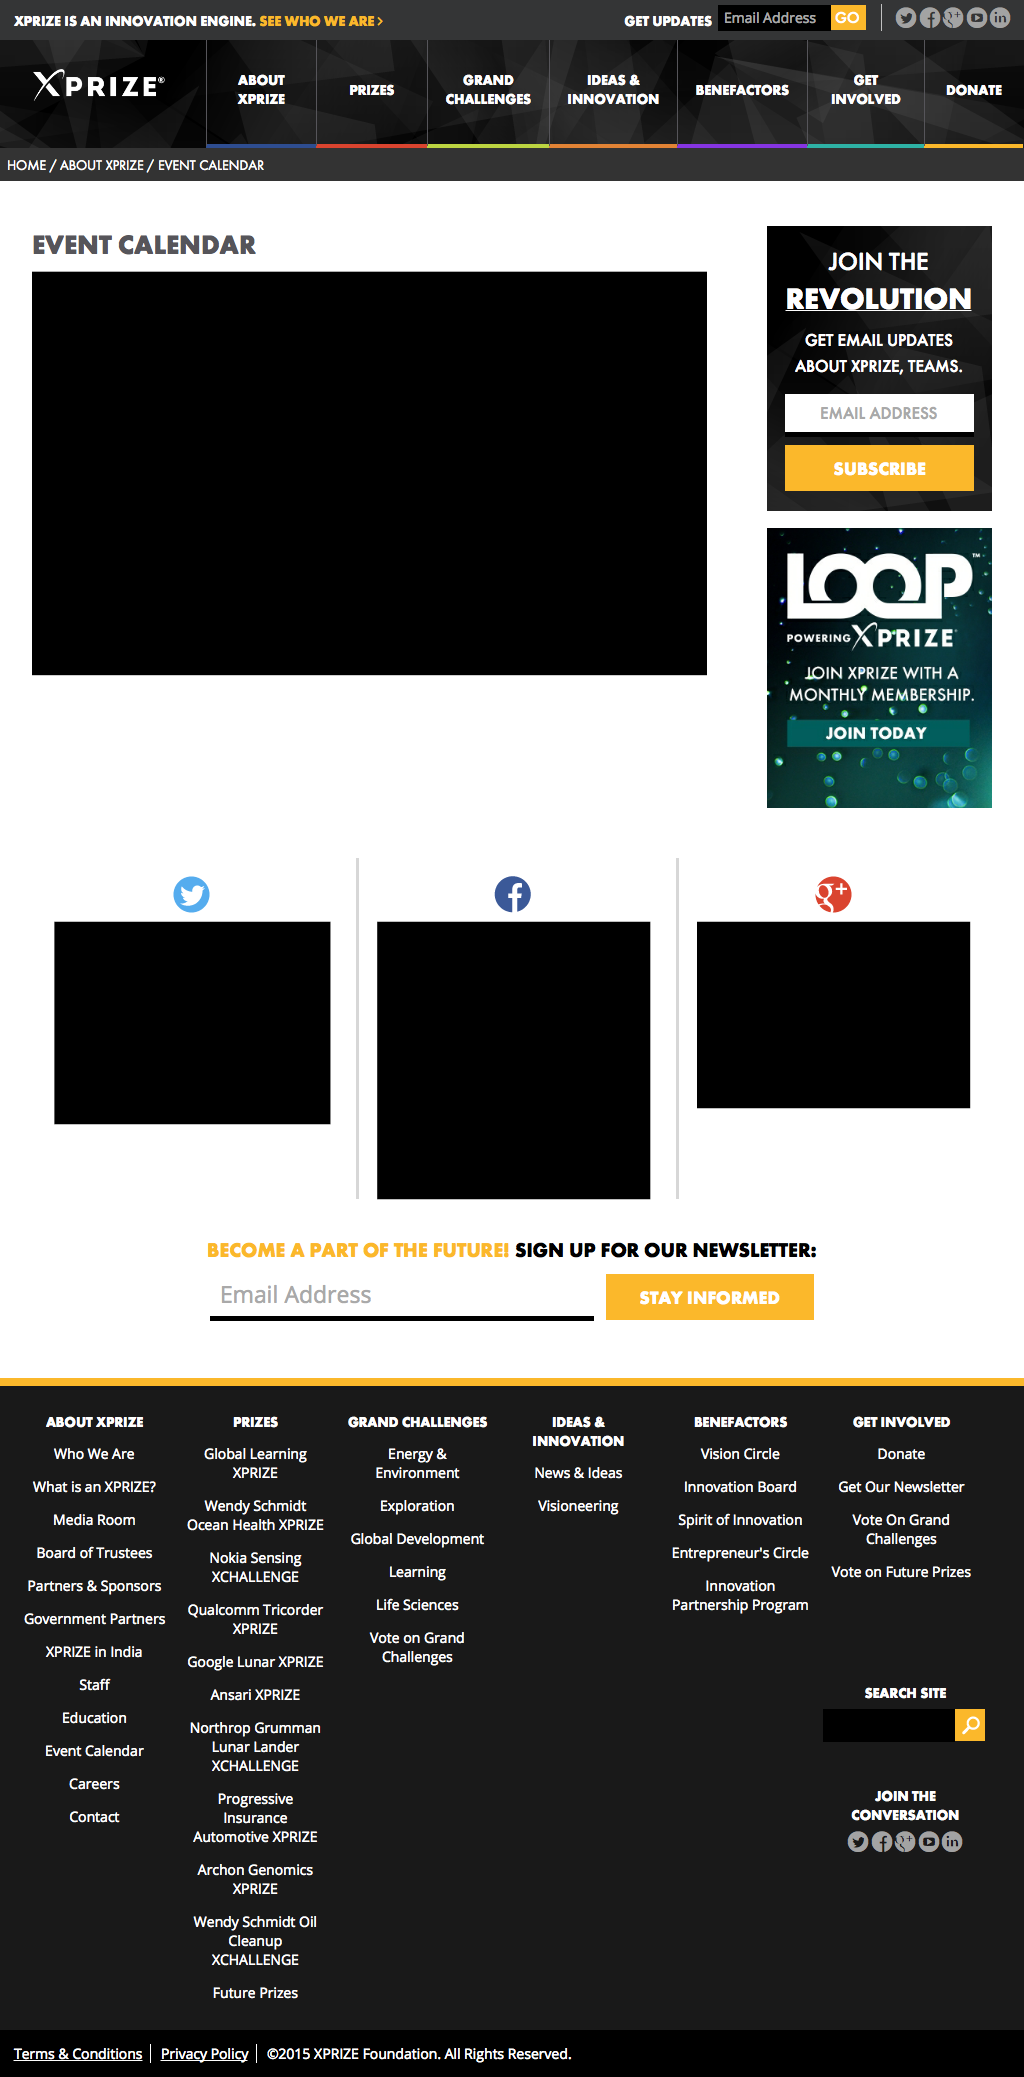 XPRIZE IS AN INNOVATION ENGINE. SEE WHO WE ARE >
GET UPDATES
Email Address
GO
XPRIZE®
ABOUT
XPRIZE
PRIZES
GRAND
CHALLENGES
IDEAS &
INNOVATION
BENEFACTORS
GET
INVOLVED
DONATE
HOME / ABOUT XPRIZE / EVENT CALENDAR
EVENT CALENDAR
JOIN THE
REVOLUTION
GET EMAIL UPDATES
ABOUT XPRIZE, TEAMS.
EMAIL ADDRESS
SUBSCRIBE
LOOP™
POWERING XPRIZE
JOIN XPRIZE WITH A
MONTHLY MEMBERSHIP.
JOIN TODAY
BECOME A PART OF THE FUTURE! SIGN UP FOR OUR NEWSLETTER:
Email Address
STAY INFORMED
ABOUT XPRIZE
Who We Are
What is an XPRIZE?
Media Room
Board of Trustees
Partners & Sponsors
Government Partners
XPRIZE in India
Staff
Education
Event Calendar
Careers
Contact
PRIZES
Global Learning
XPRIZE
Wendy Schmidt
Ocean Health XPRIZE
Nokia Sensing
XCHALLENGE
Qualcomm Tricorder
XPRIZE
Google Lunar XPRIZE
Ansari XPRIZE
Northrop Grumman
Lunar Lander
XCHALLENGE
Progressive
Insurance
Automotive XPRIZE
Archon Genomics
XPRIZE
Wendy Schmidt Oil
Cleanup
XCHALLENGE
Future Prizes
GRAND CHALLENGES
Energy &
Environment
Exploration
Global Development
Learning
Life Sciences
Vote on Grand
Challenges
IDEAS &
INNOVATION
News & Ideas
Visioneering
BENEFACTORS
Vision Circle
Innovation Board
Spirit of Innovation
Entrepreneur's Circle
Innovation
Partnership Program
GET INVOLVED
Donate
Get Our Newsletter
Vote On Grand
Challenges
Vote on Future Prizes
SEARCH SITE
JOIN THE
CONVERSATION
Terms & Conditions
Privacy Policy
©2015 XPRIZE Foundation. All Rights Reserved.